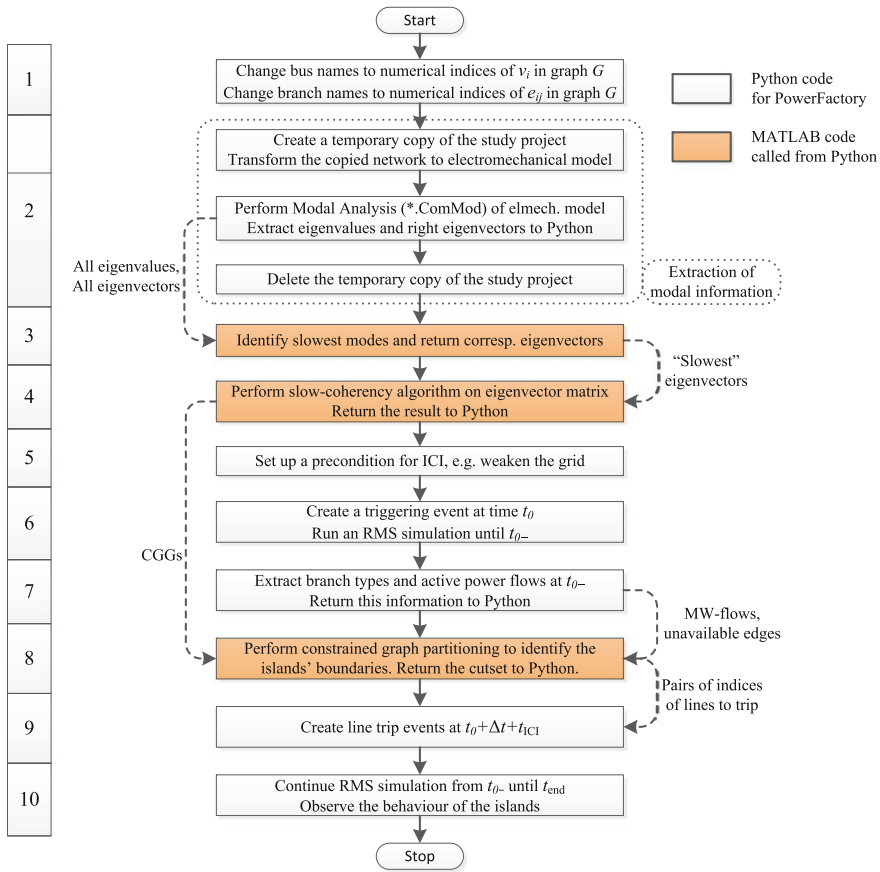 Start
1
Change bus names to numerical indices of vi in graph G
Change branch names to numerical indices of eij in graph G
Python code
for PowerFactory
MATLAB code
called from Python
Create a temporary copy of the study project
Transform the copied network to electromechanical model
2
Perform Modal Analysis (*.ComMod) of elmech. model
Extract eigenvalues and right eigenvectors to Python
All eigenvalues,
All eigenvectors
Delete the temporary copy of the study project
Extraction of
modal information
3
Identify slowest modes and return corresp. eigenvectors
“Slowest”
eigenvectors
4
Perform slow-coherency algorithm on eigenvector matrix
Return the result to Python
5
Set up a precondition for ICI, e.g. weaken the grid
6
Create a triggering event at time t0
Run an RMS simulation until t0–
CGGs
7
Extract branch types and active power flows at t0–
Return this information to Python
MW-flows,
unavailable edges
8
Perform constrained graph partitioning to identify the
islands’ boundaries. Return the cutset to Python.
Pairs of indices
of lines to trip
9
Create line trip events at t0+Δt+tICI
10
Continue RMS simulation from t0– until tend
Observe the behaviour of the islands
Stop